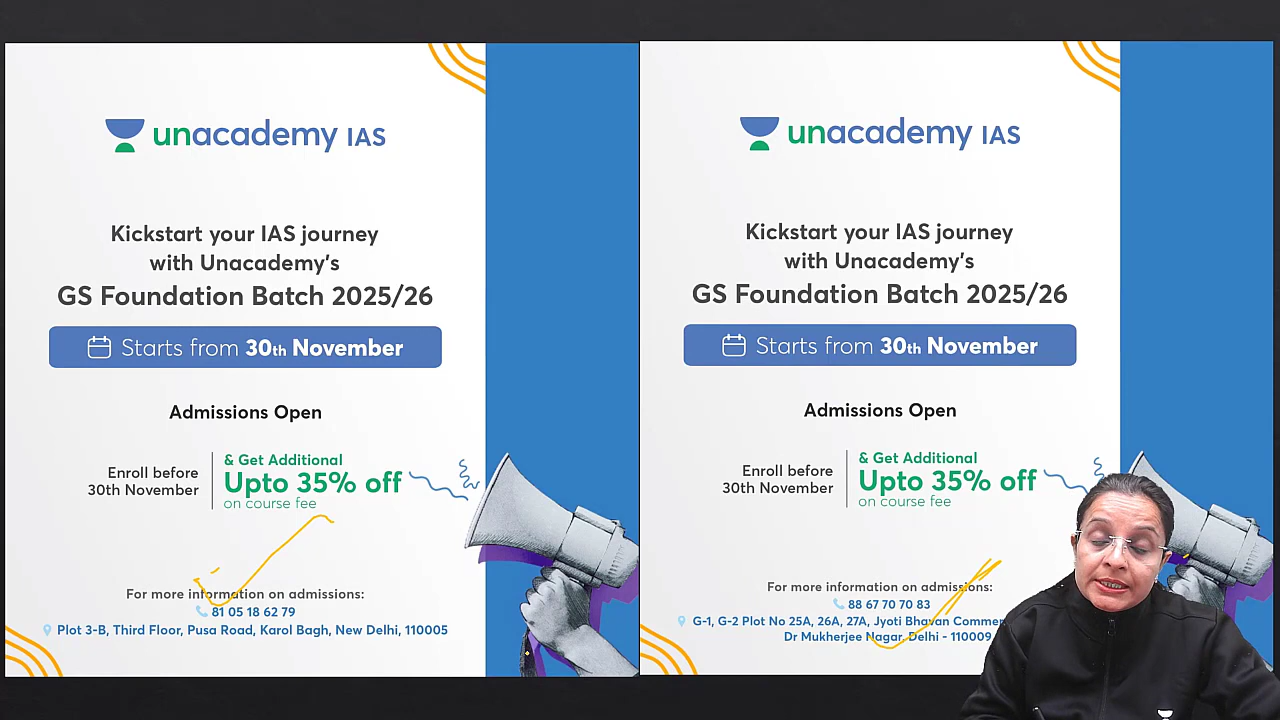 unacademy IAS
Kickstart your IAS journey
with Unacademy's
GS Foundation Batch 2025/26
Starts from 30th November
Admissions Open
Enroll before
30th November
& Get Additional
Upto 35% off
on course fee
For more information on admissions:
81 05 18 62 79
Plot 3-B, Third Floor, Pusa Road, Karol Bagh, New Delhi, 110005
unacademy IAS
Kickstart your IAS journey
with Unacademy's
GS Foundation Batch 2025/26
Starts from 30th November
Admissions Open
Enroll before
30th November
& Get Additional
Upto 35% off
on course fee
For more information on admissions:
88 67 70 70 83
G-1, G-2 Plot No 25A, 26A, 27A, Jyoti Bhavan
Dr Mukherjee Nagar, Delhi - 110009